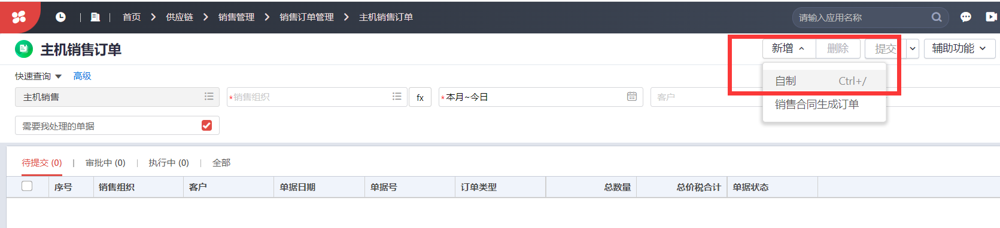 首页 > 供应链 > 销售管理 > 销售订单管理 > 主机销售订单 请输入应用名称
主机销售订单 新增 删除 提交 辅助功能
快速查询 高级
自制 Ctrl+/
主机销售 *销售组织 fx *本月~今日 客户
销售合同生成订单
需要我处理的单据
待提交 (0) | 审批中 (0) | 执行中 (0) | 全部
序号 销售组织 客户 单据日期 单据号 订单类型 总数量 总价税合计 单据状态